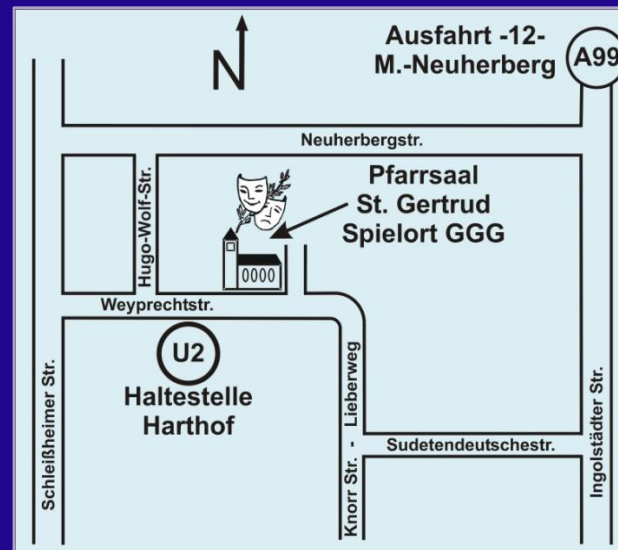 N
Ausfahrt -12-
M.-Neuherberg
A99
Neuherbergstr.
Hugo-Wolf-Str.
Pfarrsaal
St. Gertrud
Spielort GGG
Weyprechtstr.
U2
Haltestelle
Harthof
Schleißheimer Str.
Knorr Str. - Lieberweg
Sudetendeutschestr.
Ingolstädter Str.